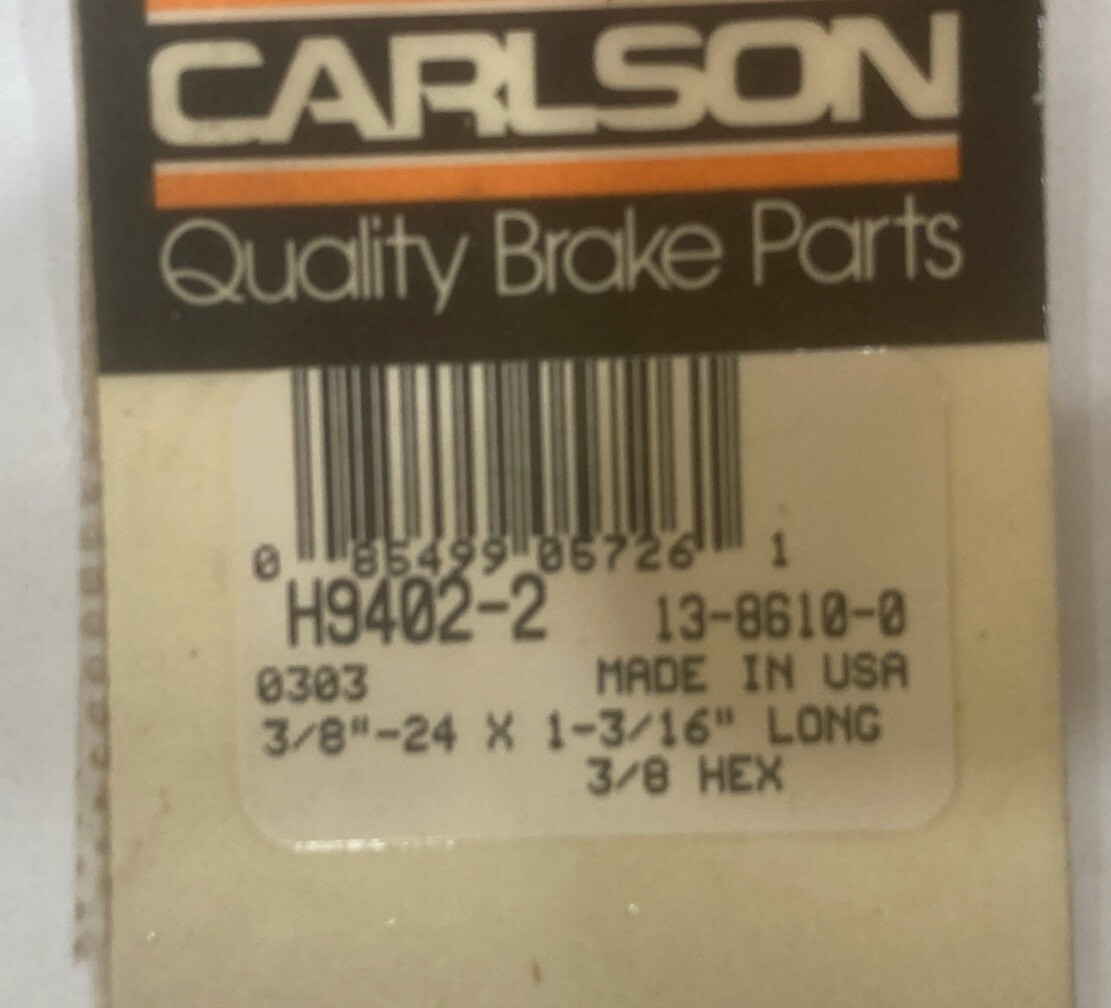 CARLSON
Quality Brake Parts
0 85499 05726 1
H9402-2 13-8610-0
0303 MADE IN USA
3/8"-24 X 1-3/16" LONG
3/8 HEX